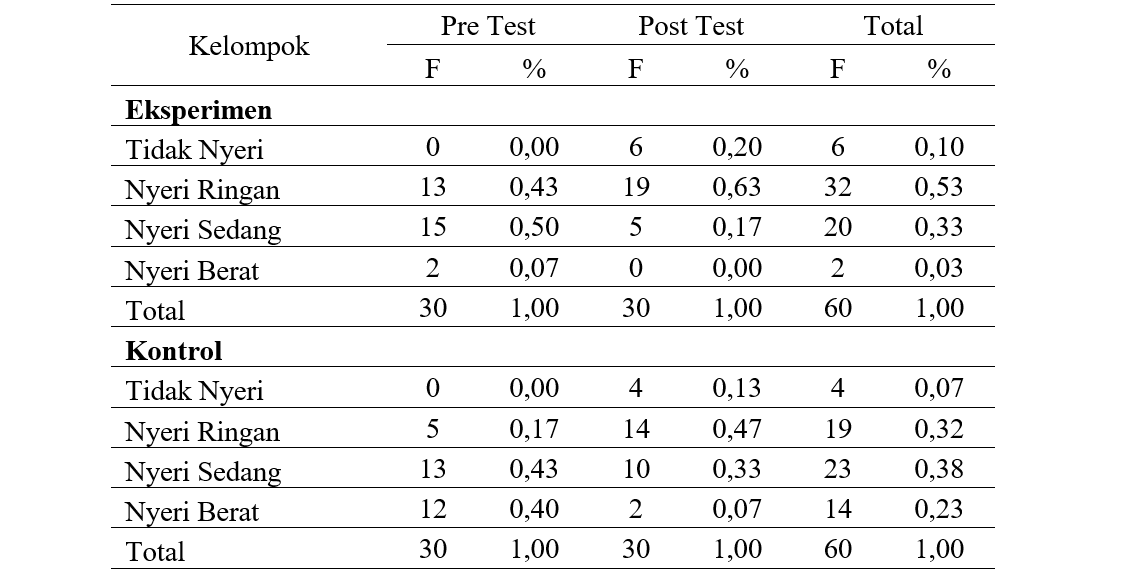 Kelompok Pre Test Post Test Total
F % F % F %
Eksperimen
Tidak Nyeri 0 0,00 6 0,20 6 0,10
Nyeri Ringan 13 0,43 19 0,63 32 0,53
Nyeri Sedang 15 0,50 5 0,17 20 0,33
Nyeri Berat 2 0,07 0 0,00 2 0,03
Total 30 1,00 30 1,00 60 1,00
Kontrol
Tidak Nyeri 0 0,00 4 0,13 4 0,07
Nyeri Ringan 5 0,17 14 0,47 19 0,32
Nyeri Sedang 13 0,43 10 0,33 23 0,38
Nyeri Berat 12 0,40 2 0,07 14 0,23
Total 30 1,00 30 1,00 60 1,00